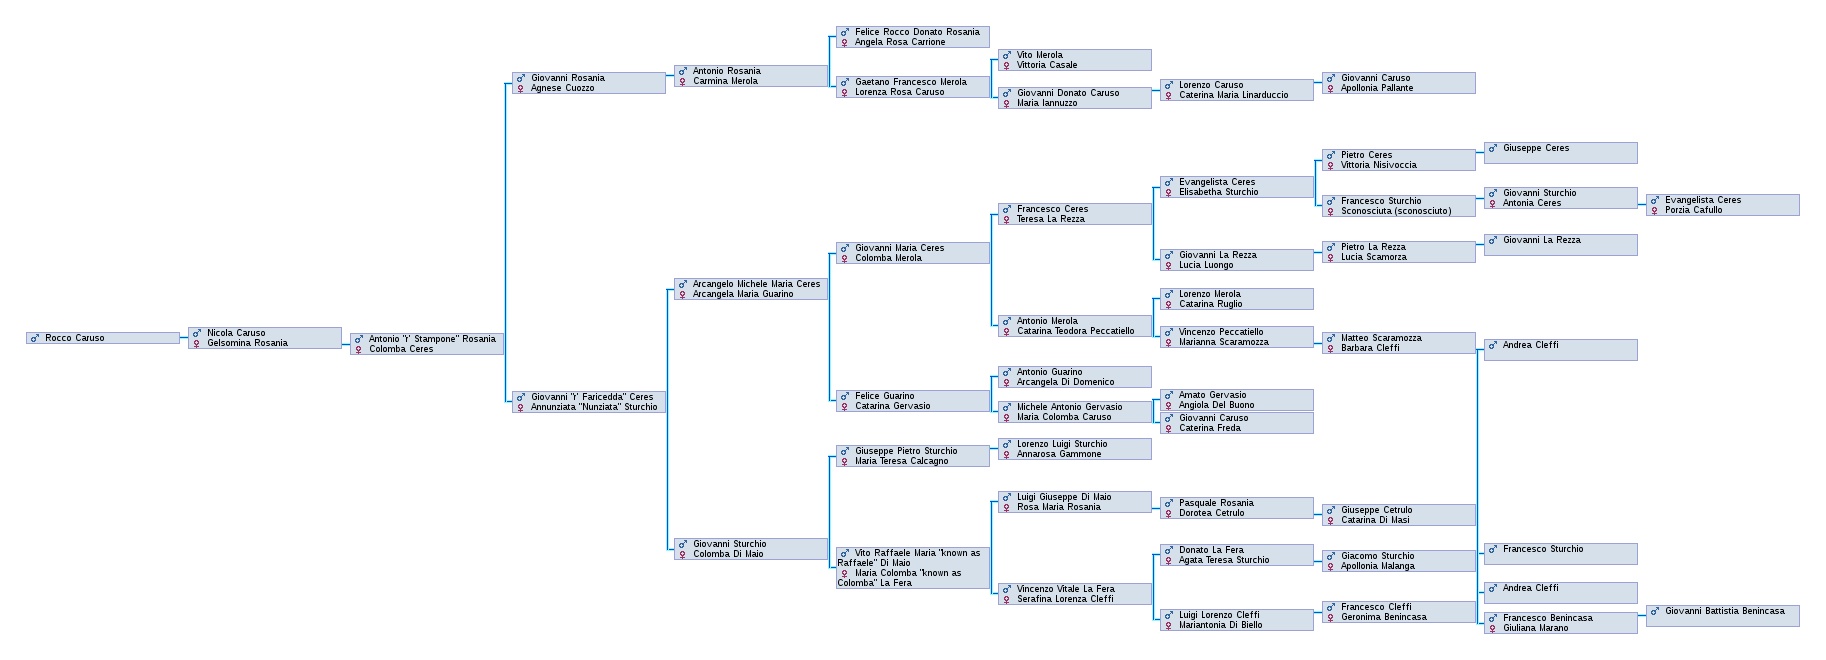 Rocco Caruso
Nicola Caruso
Gelsomina Rosania
Antonio "r' Stampone" Rosania
Colomba Ceres
Giovanni Rosania
Agnese Cuozzo
Giovanni "r' Faricedda" Ceres
Annunziata "Nunziata" Sturchio
Antonio Rosania
Carmina Merola
Arcangelo Michele Maria Ceres
Arcangela Maria Guarino
Giovanni Sturchio
Colomba Di Maio
Felice Rocco Donato Rosania
Angela Rosa Carrione
Gaetano Francesco Merola
Lorenza Rosa Caruso
Giovanni Maria Ceres
Colomba Merola
Felice Guarino
Catarina Gervasio
Giuseppe Pietro Sturchio
Maria Teresa Calcagno
Vito Raffaele Maria "known as
Raffaele" Di Maio
Maria Colomba "known as
Colomba" La Fera
Vito Merola
Vittoria Casale
Giovanni Donato Caruso
Maria Iannuzzo
Francesco Ceres
Teresa La Rezza
Antonio Merola
Catarina Teodora Peccatiello
Antonio Guarino
Arcangela Di Domenico
Michele Antonio Gervasio
Maria Colomba Caruso
Lorenzo Luigi Sturchio
Annarosa Gammone
Luigi Giuseppe Di Maio
Rosa Maria Rosania
Vincenzo Vitale La Fera
Serafina Lorenza Cleffi
Lorenzo Caruso
Caterina Maria Linarduccio
Evangelista Ceres
Elisabetha Sturchio
Giovanni La Rezza
Lucia Luongo
Lorenzo Merola
Catarina Ruglio
Vincenzo Peccatiello
Marianna Scaramozza
Amato Gervasio
Angiola Del Buono
Giovanni Caruso
Caterina Freda
Pasquale Rosania
Dorotea Cetrulo
Donato La Fera
Agata Teresa Sturchio
Luigi Lorenzo Cleffi
Mariantonia Di Biello
Giovanni Caruso
Apollonia Pallante
Pietro Ceres
Vittoria Nisivoccia
Francesco Sturchio
Sconosciuta (sconosciuto)
Pietro La Rezza
Lucia Scamorza
Matteo Scaramozza
Barbara Cleffi
Giuseppe Cetrulo
Catarina Di Masi
Giacomo Sturchio
Apollonia Malanga
Francesco Cleffi
Geronima Benincasa
Giuseppe Ceres
Giovanni Sturchio
Antonia Ceres
Giovanni La Rezza
Andrea Cleffi
Francesco Sturchio
Andrea Cleffi
Francesco Benincasa
Giuliana Marano
Evangelista Ceres
Porzia Cafullo
Giovanni Battistia Benincasa